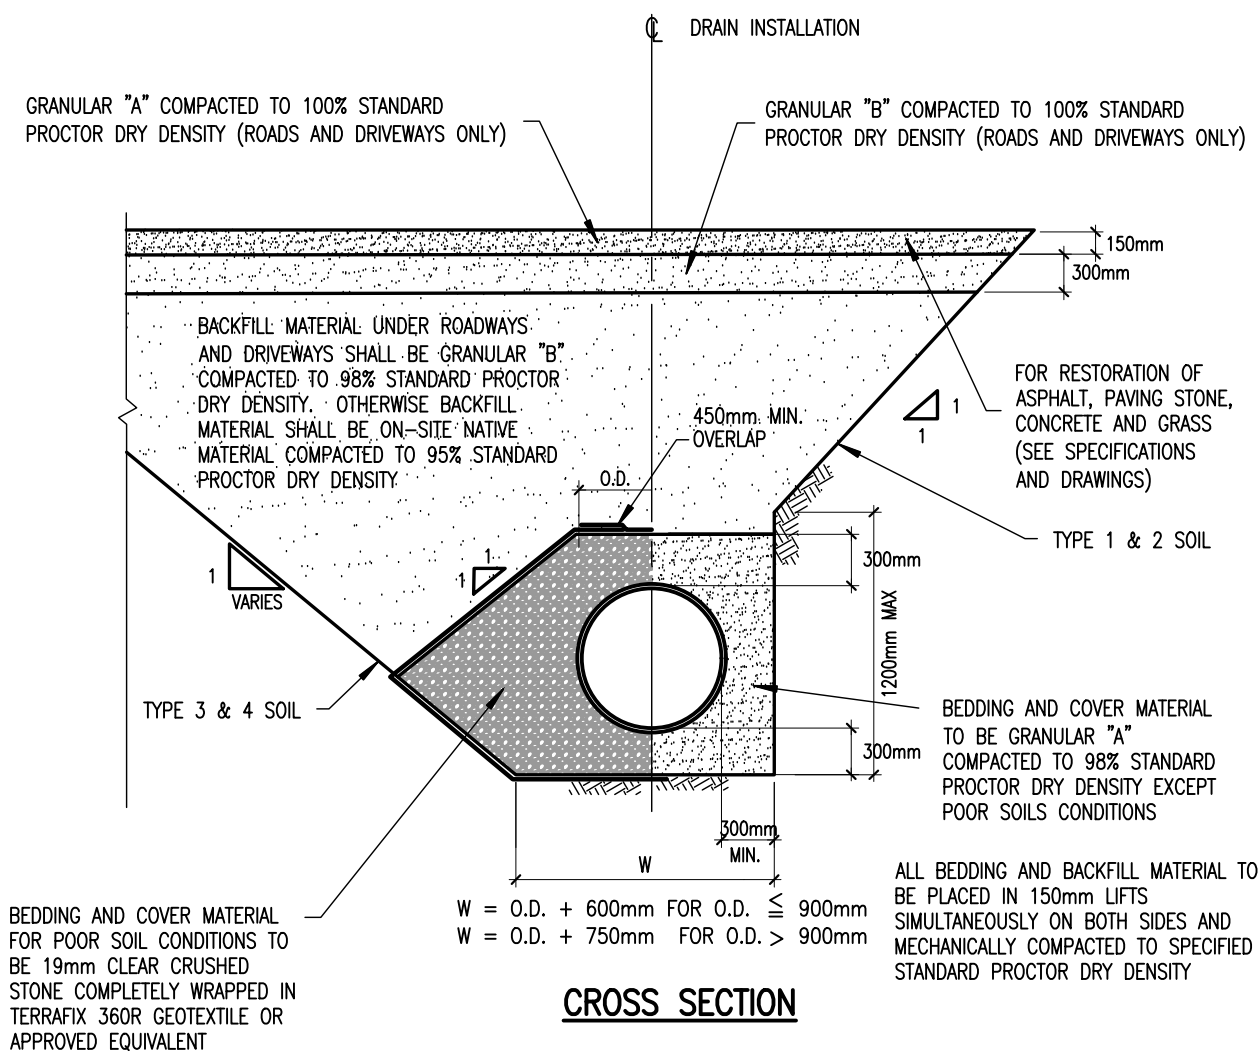 ℄ DRAIN INSTALLATION
GRANULAR "A" COMPACTED TO 100% STANDARD
PROCTOR DRY DENSITY (ROADS AND DRIVEWAYS ONLY)
GRANULAR "B" COMPACTED TO 100% STANDARD
PROCTOR DRY DENSITY (ROADS AND DRIVEWAYS ONLY)
150mm
300mm
BACKFILL MATERIAL UNDER ROADWAYS
AND DRIVEWAYS SHALL BE GRANULAR "B"
COMPACTED TO 98% STANDARD PROCTOR
DRY DENSITY. OTHERWISE BACKFILL
MATERIAL SHALL BE ON-SITE NATIVE
MATERIAL COMPACTED TO 95% STANDARD
PROCTOR DRY DENSITY
450mm MIN.
OVERLAP
O.D.
1
1
FOR RESTORATION OF
ASPHALT, PAVING STONE,
CONCRETE AND GRASS
(SEE SPECIFICATIONS
AND DRAWINGS)
TYPE 1 & 2 SOIL
1
VARIES
1
1
300mm
1200mm MAX
300mm
TYPE 3 & 4 SOIL
BEDDING AND COVER MATERIAL
TO BE GRANULAR "A"
COMPACTED TO 98% STANDARD
PROCTOR DRY DENSITY EXCEPT
POOR SOILS CONDITIONS
300mm
MIN.
W
W = O.D. + 600mm FOR O.D. ≦ 900mm
W = O.D. + 750mm FOR O.D. > 900mm
ALL BEDDING AND BACKFILL MATERIAL TO
BE PLACED IN 150mm LIFTS
SIMULTANEOUSLY ON BOTH SIDES AND
MECHANICALLY COMPACTED TO SPECIFIED
STANDARD PROCTOR DRY DENSITY
BEDDING AND COVER MATERIAL
FOR POOR SOIL CONDITIONS TO
BE 19mm CLEAR CRUSHED
STONE COMPLETELY WRAPPED IN
TERRAFIX 360R GEOTEXTILE OR
APPROVED EQUIVALENT
CROSS SECTION